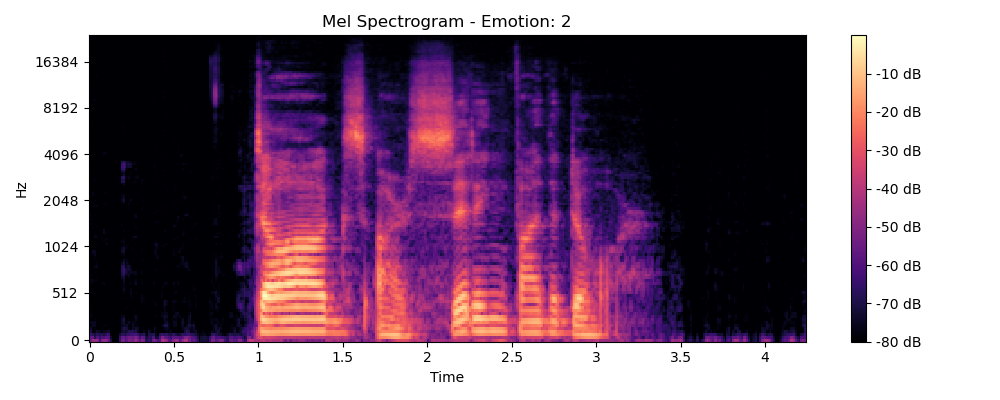 Mel Spectrogram - Emotion: 2
Hz
16384
8192
4096
2048
1024
512
0
0 0.5 1 1.5 2 2.5 3 3.5 4
Time
-10 dB
-20 dB
-30 dB
-40 dB
-50 dB
-60 dB
-70 dB
-80 dB